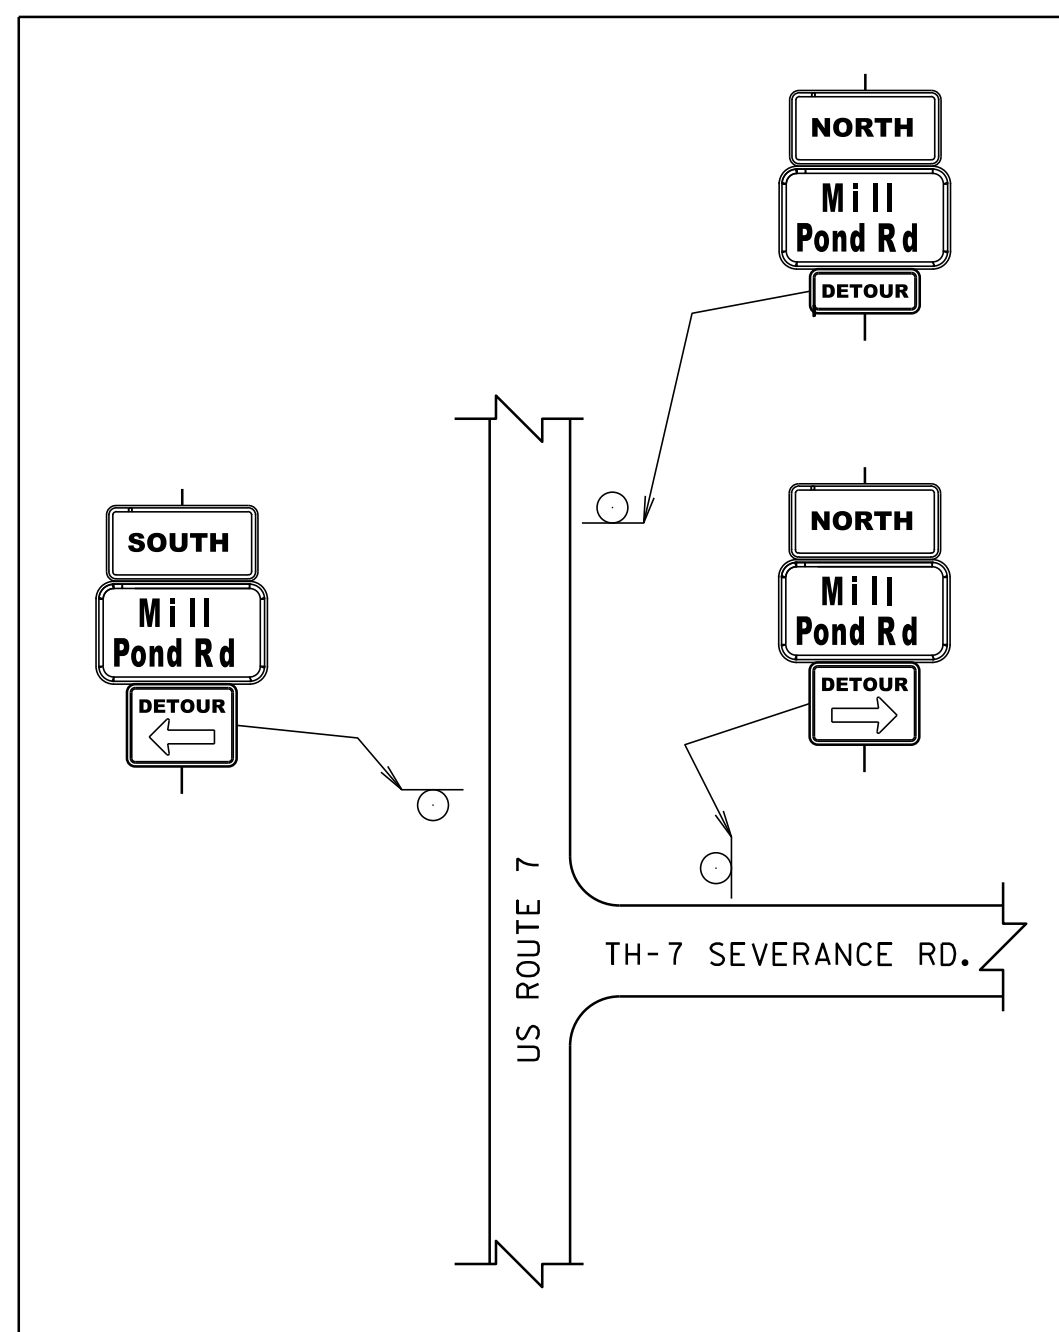 NORTH
Mill
Pond Rd
DETOUR
SOUTH
Mill
Pond Rd
DETOUR
NORTH
Mill
Pond Rd
DETOUR
US ROUTE 7
TH-7 SEVERANCE RD.